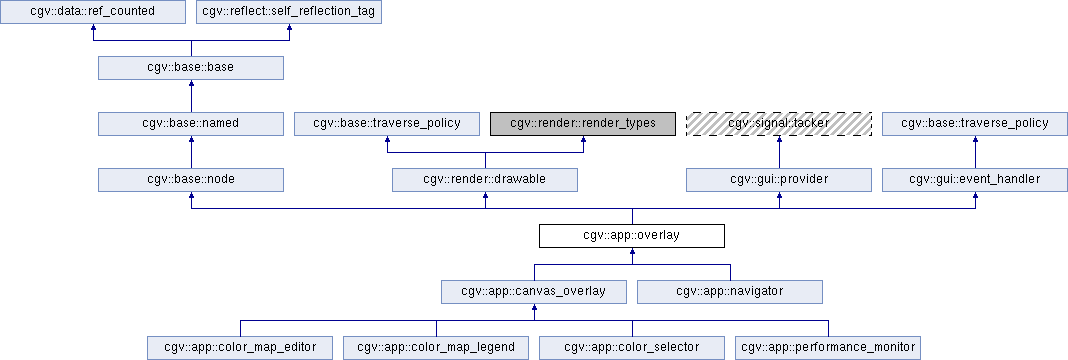 cgv::data::ref_counted cgv::reflect::self_reflection_tag
cgv::base::base
cgv::base::named cgv::base::traverse_policy cgv::render::render_types cgv::signal::tacker cgv::base::traverse_policy
cgv::base::node cgv::render::drawable cgv::gui::provider cgv::gui::event_handler
cgv::app::overlay
cgv::app::canvas_overlay cgv::app::navigator
cgv::app::color_map_editor cgv::app::color_map_legend cgv::app::color_selector cgv::app::performance_monitor